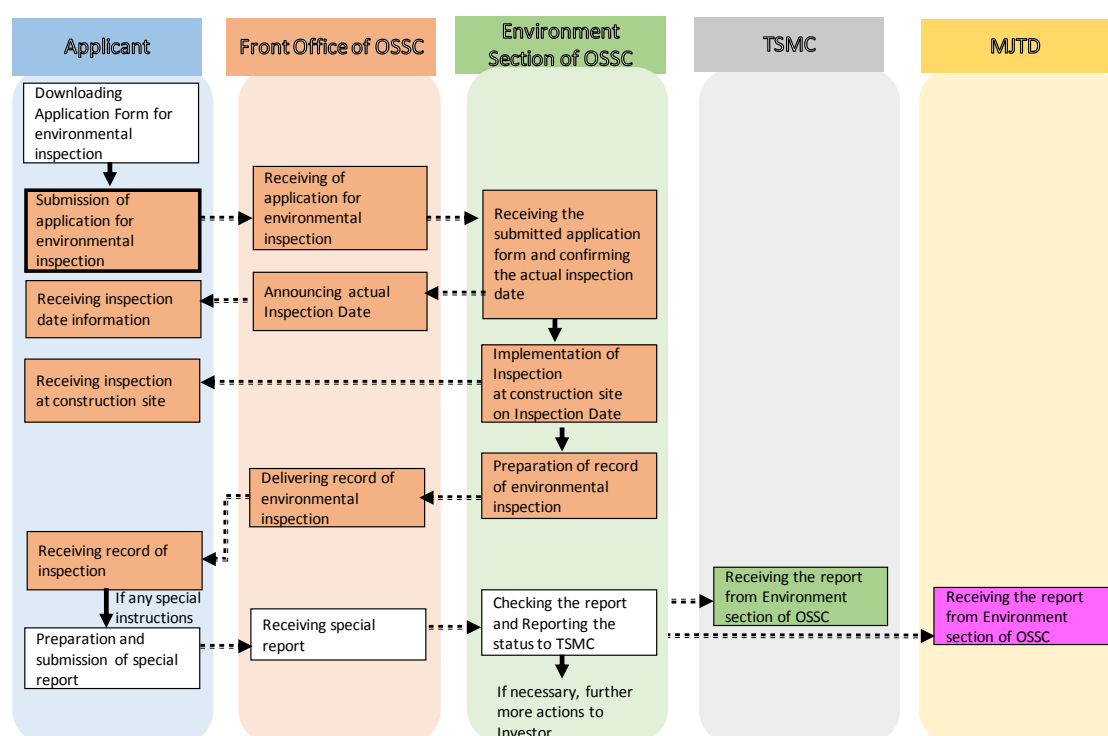 Applicant
Front Office of OSSC
Environment
Section of OSSC
TSMC
MJTD
Downloading
Application Form for
environmental
inspection
Submission of
application for
environmental
inspection
Receiving of
application for
environmental
inspection
Receiving the
submitted application
form and confirming
the actual inspection
date
Announcing actual
Inspection Date
Receiving inspection
date information
Implementation of
Inspection
at construction site
on Inspection Date
Receiving inspection
at construction site
Preparation of record
of environmental
inspection
Delivering record of
environmental
inspection
Receiving record of
inspection
If any special
instructions
Preparation and
submission of special
report
Receiving special
report
Checking the report
and Reporting the
status to TSMC
Receiving the report
from Environment
section of OSSC
Receiving the report
from Environment
section of OSSC
If necessary, further
more actions to
Investor